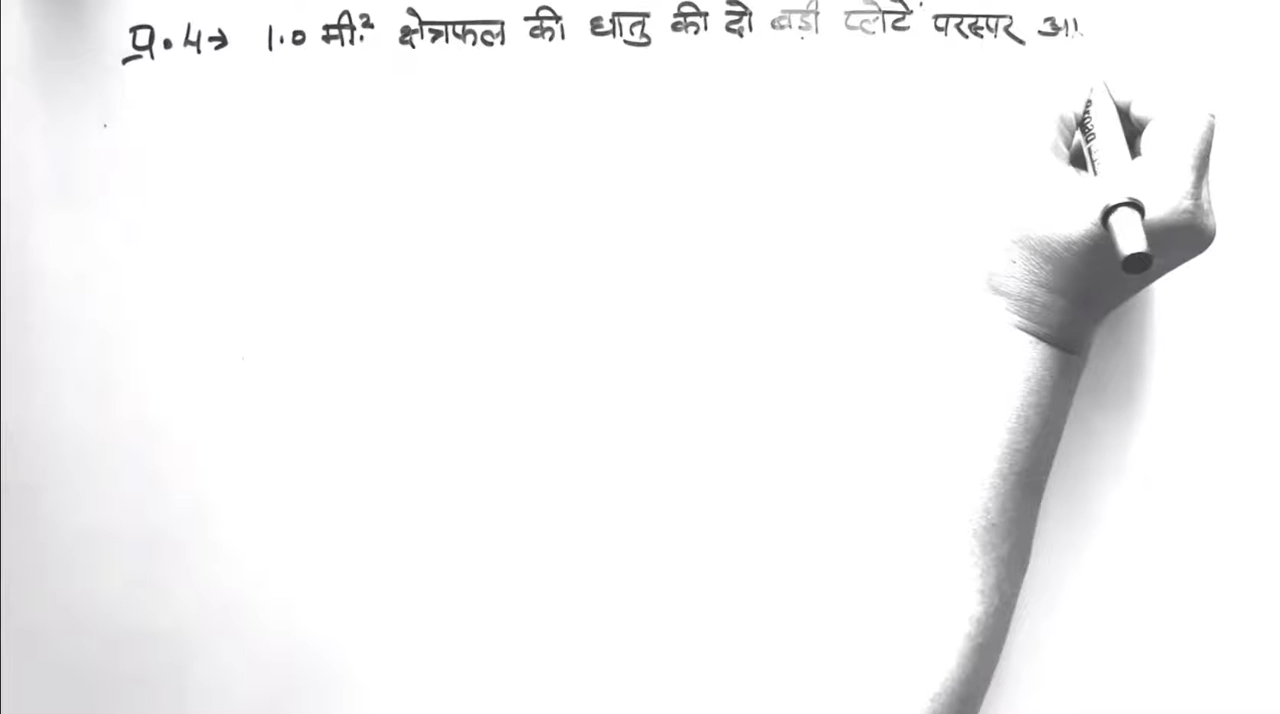 प्र.4→ 1.0 मी.² क्षेत्रफल की धातु की दो बड़ी प्लेटें परस्पर आ